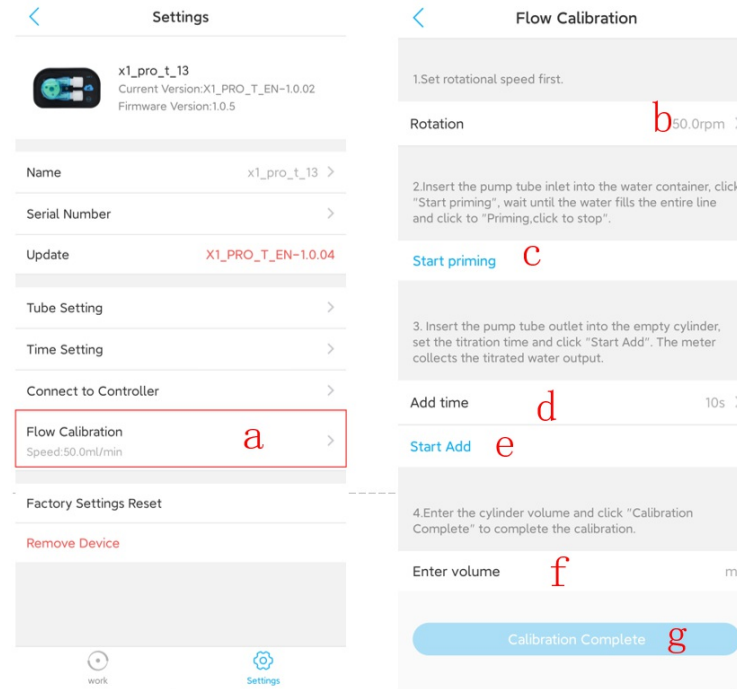 Settings
x1_pro_t_13
Current Version:X1_PRO_T_EN-1.0.02
Firmware Version:1.0.5
Name x1_pro_t_13
Serial Number
Update X1_PRO_T_EN-1.0.04
Tube Setting
Time Setting
Connect to Controller
Flow Calibration a
Speed:50.0ml/min
Factory Settings Reset
Remove Device
work Settings
Flow Calibration
1.Set rotational speed first.
Rotation b 50.0rpm
2.Insert the pump tube inlet into the water container, click
"Start priming", wait until the water fills the entire line
and click to "Priming,click to stop".
Start priming c
3. Insert the pump tube outlet into the empty cylinder,
set the titration time and click "Start Add". The meter
collects the titrated water output.
Add time d 10s
Start Add e
4.Enter the cylinder volume and click "Calibration
Complete" to complete the calibration.
Enter volume f m
Calibration Complete g